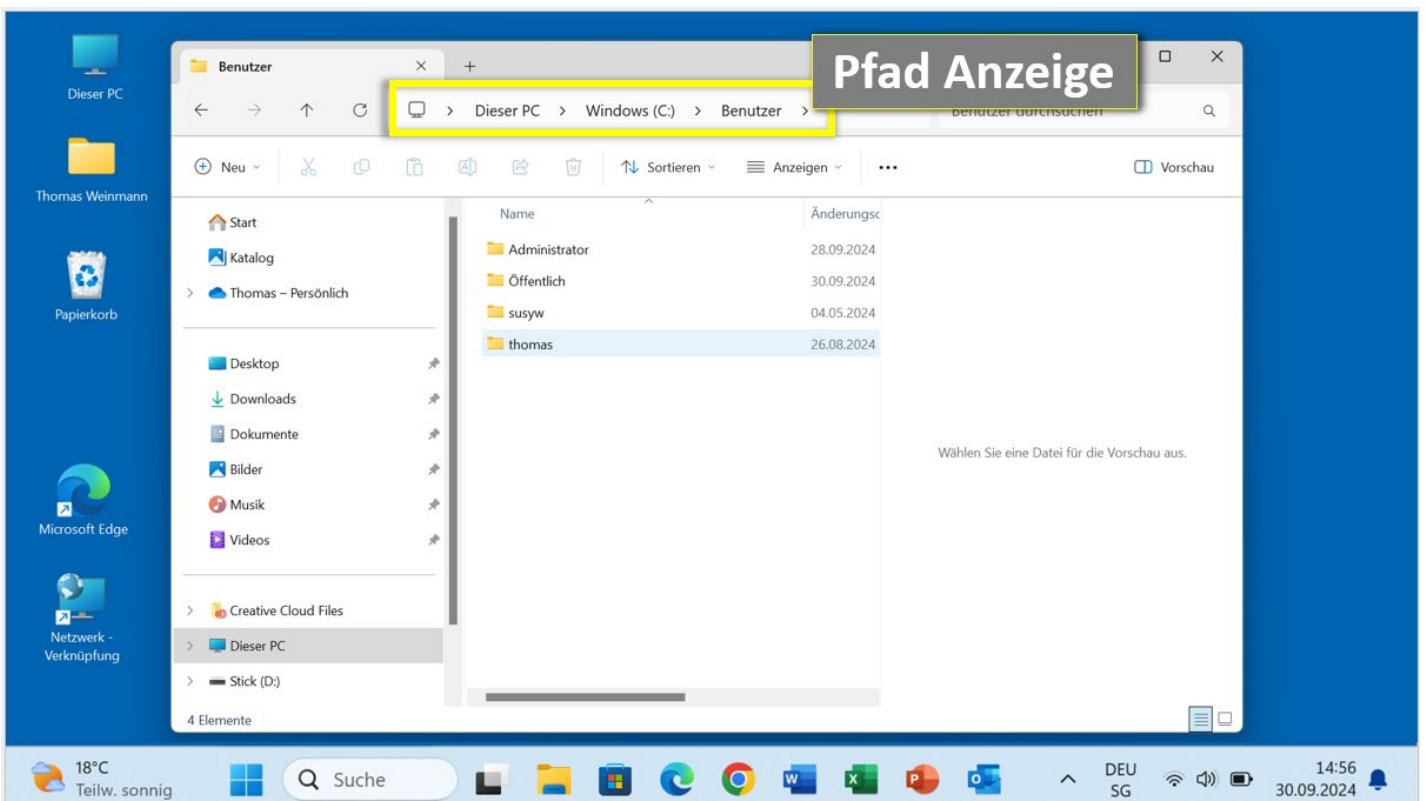 Dieser PC
Thomas Weinmann
Papierkorb
Microsoft Edge
Netzwerk -
Verknüpfung
Benutzer
Pfad Anzeige
Dieser PC > Windows (C:) > Benutzer >
Benutzer durchsuchen
Neu
Sortieren
Anzeigen
Vorschau
Start
Katalog
Thomas – Persönlich
Desktop
Downloads
Dokumente
Bilder
Musik
Videos
Creative Cloud Files
Dieser PC
Stick (D:)
Name Änderungsd
Administrator 28.09.2024
Öffentlich 30.09.2024
susyw 04.05.2024
thomas 26.08.2024
Wählen Sie eine Datei für die Vorschau aus.
4 Elemente
18°C
Teilw. sonnig
Suche
DEU
SG
14:56
30.09.2024